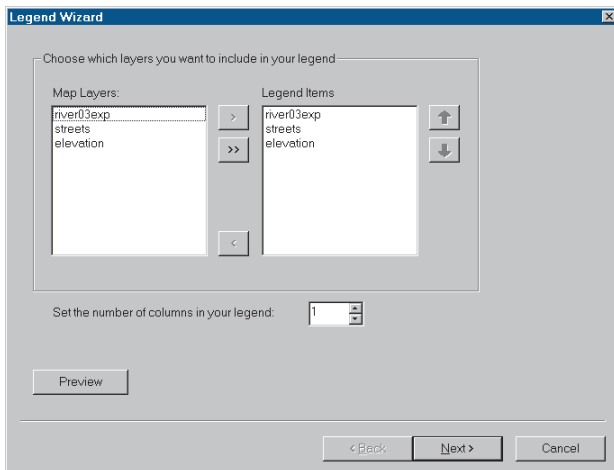 Legend Wizard
Choose which layers you want to include in your legend
Map Layers:
Legend Items
river03exp
streets
elevation
>
>>
<
river03exp
streets
elevation
Set the number of columns in your legend:
1
Preview
< Back
Next >
Cancel